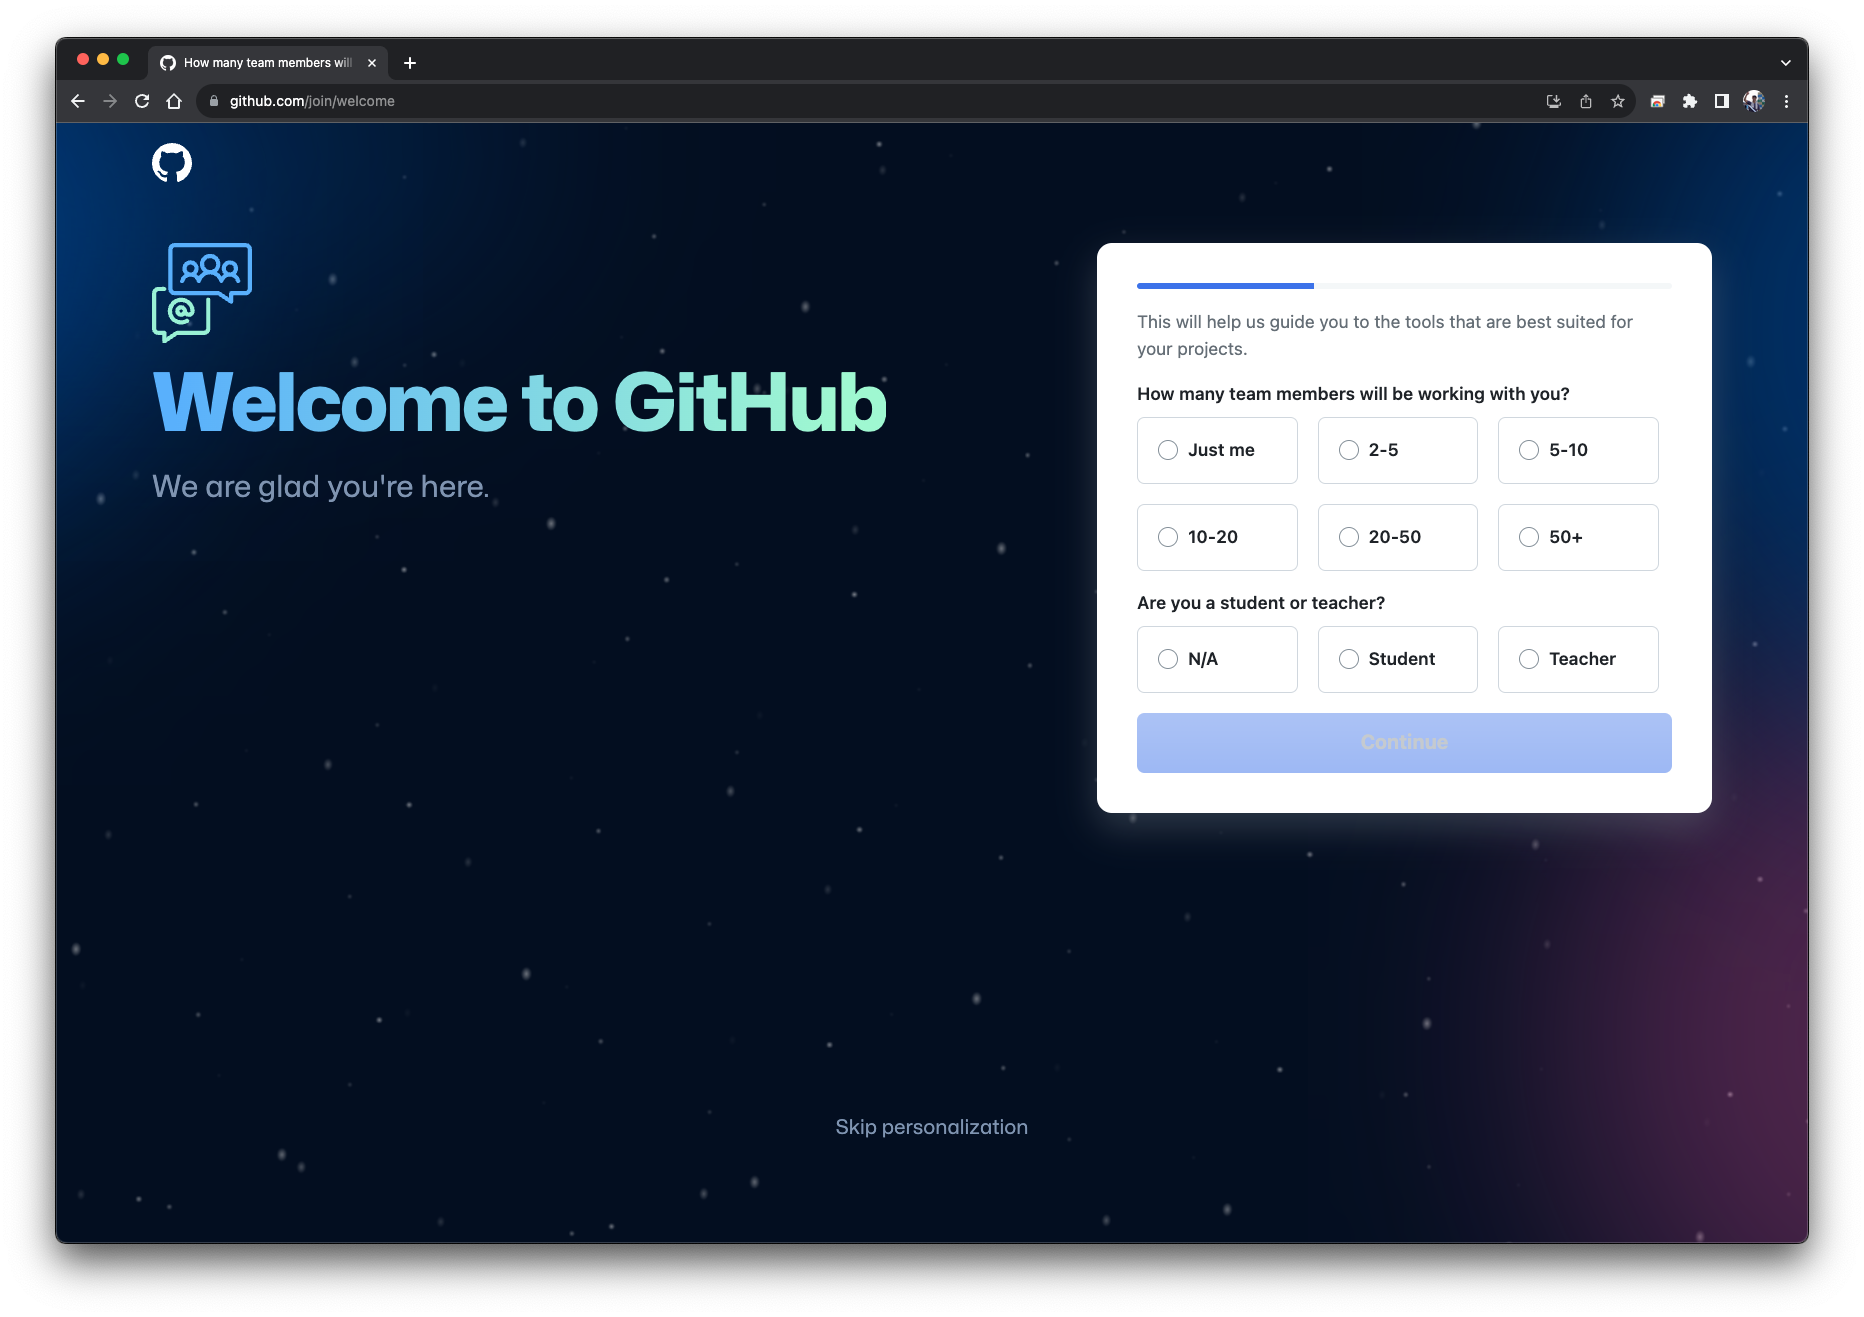 How many team members will
github.com/join/welcome
Welcome to GitHub
We are glad you're here.
This will help us guide you to the tools that are best suited for
your projects.
How many team members will be working with you?
Just me
2-5
5-10
10-20
20-50
50+
Are you a student or teacher?
N/A
Student
Teacher
Continue
Skip personalization